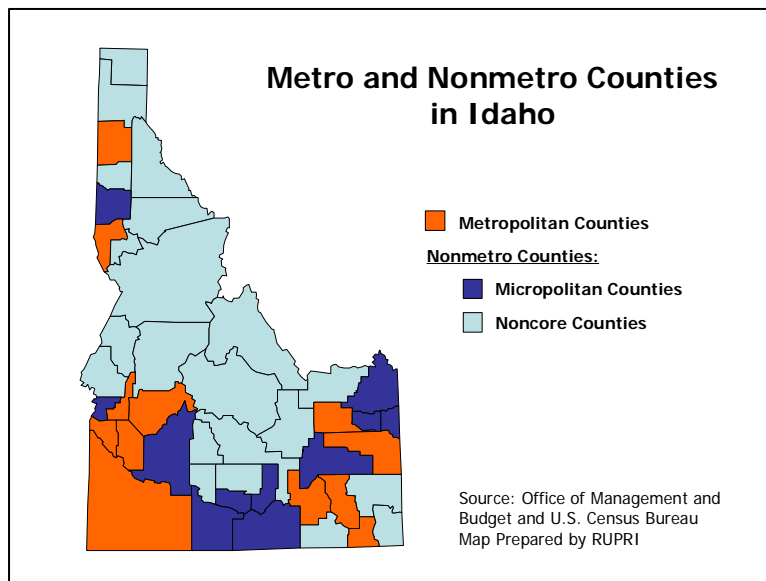 Metro and Nonmetro Counties
in Idaho
Metropolitan Counties
Nonmetro Counties:
Micropolitan Counties
Noncore Counties
Source: Office of Management and
Budget and U.S. Census Bureau
Map Prepared by RUPRI